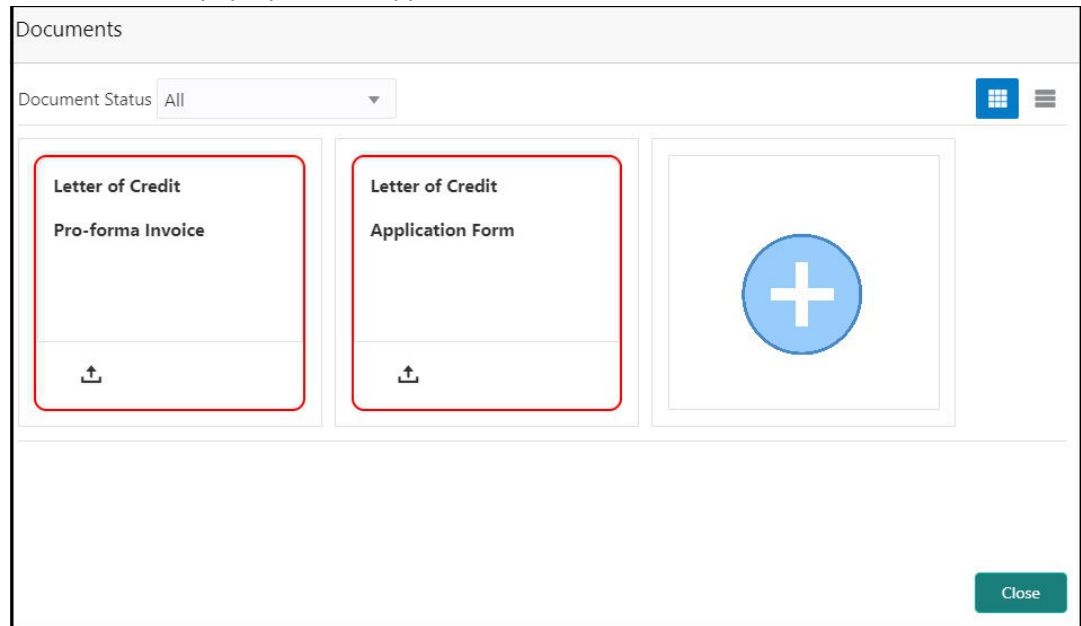 Documents
Document Status All
Letter of Credit
Pro-forma Invoice
Letter of Credit
Application Form
Close